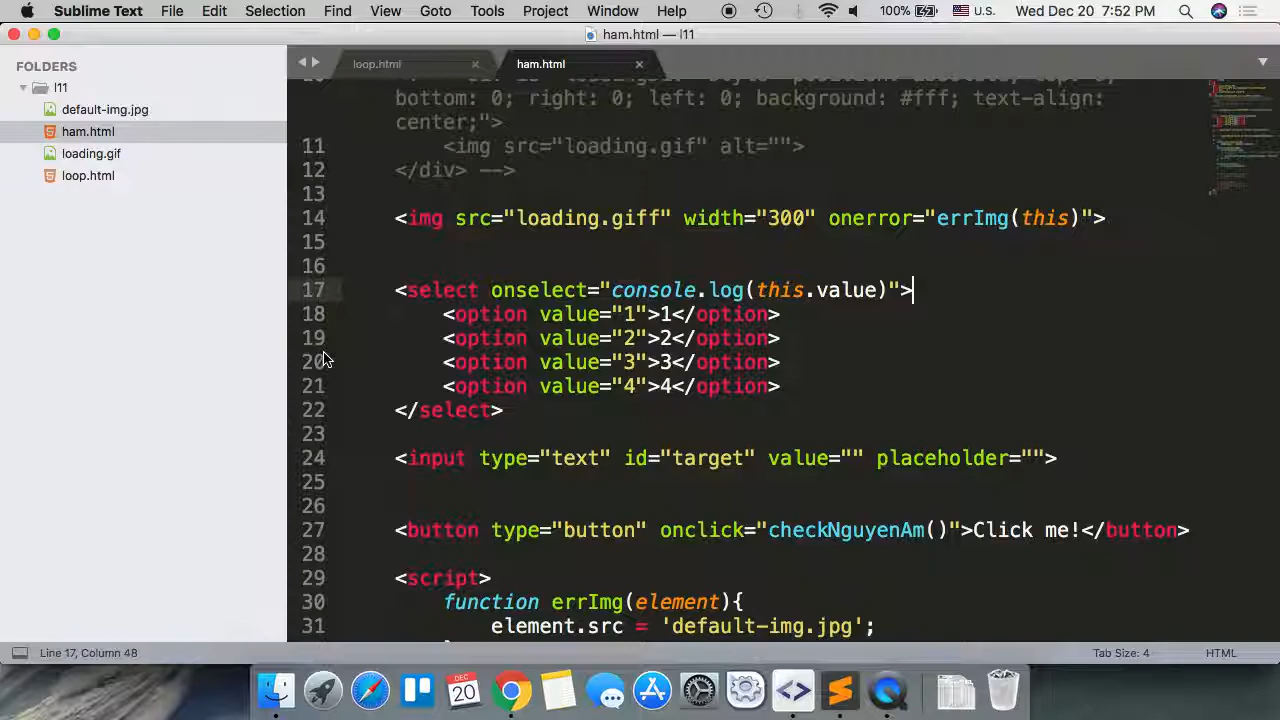 Sublime Text File Edit Selection Find View Goto Tools Project Window Help 100% U.S. Wed Dec 20 7:52 PM
ham.html — l11
FOLDERS
l11
default-img.jpg
ham.html
loading.gif
loop.html
loop.html ham.html
bottom: 0; right: 0; left: 0; background: #fff; text-align:
center;">
11 <img src="loading.gif" alt="">
12 </div> -->
13
14 <img src="loading.giff" width="300" onerror="errImg(this)">
15
16
17 <select onselect="console.log(this.value)">
18 <option value="1">1</option>
19 <option value="2">2</option>
20 <option value="3">3</option>
21 <option value="4">4</option>
22 </select>
23
24 <input type="text" id="target" value="" placeholder="">
25
26
27 <button type="button" onclick="checkNguyenAm()">Click me!</button>
28
29 <script>
30 function errImg(element){
31 element.src = 'default-img.jpg';
Line 17, Column 48 Tab Size: 4 HTML
DEC
20